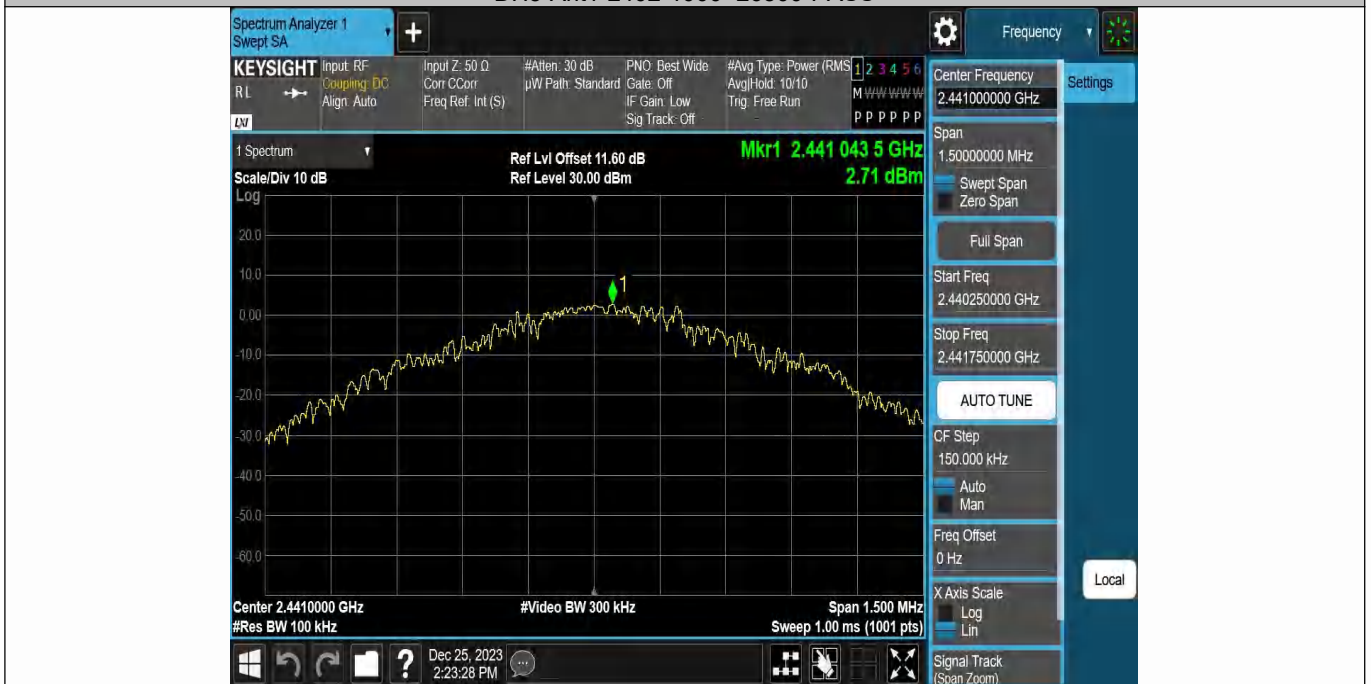 Spectrum Analyzer 1
Swept SA
+
Frequency
KEYSIGHT
RL
LXI
Input: RF
Coupling: DC
Align: Auto
Input Z: 50 Ω
Corr CCorr
Freq Ref: Int (S)
#Atten: 30 dB
µW Path: Standard
PNO: Best Wide
Gate: Off
IF Gain: Low
Sig Track: Off
#Avg Type: Power (RMS
Avg|Hold: 10/10
Trig: Free Run
1 2 3 4 5 6
M W W W W W
P P P P P P
1 Spectrum
Scale/Div 10 dB
Log
Ref Lvl Offset 11.60 dB
Ref Level 30.00 dBm
Mkr1 2.441 043 5 GHz
2.71 dBm
20.0
10.0
0.00
-10.0
-20.0
-30.0
-40.0
-50.0
-60.0
1
Center 2.4410000 GHz
#Res BW 100 kHz
#Video BW 300 kHz
Span 1.500 MHz
Sweep 1.00 ms (1001 pts)
Dec 25, 2023
2:23:28 PM
Center Frequency
2.441000000 GHz
Settings
Span
1.50000000 MHz
Swept Span
Zero Span
Full Span
Start Freq
2.440250000 GHz
Stop Freq
2.441750000 GHz
AUTO TUNE
CF Step
150.000 kHz
Auto
Man
Freq Offset
0 Hz
X Axis Scale
Log
Lin
Local
Signal Track
(Span Zoom)